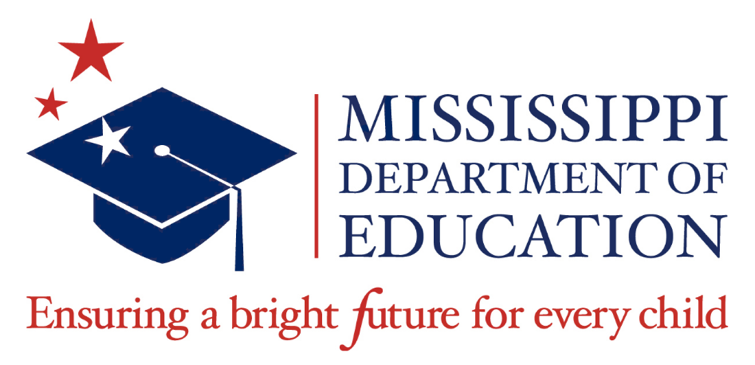 MISSISSIPPI
DEPARTMENT OF
EDUCATION
Ensuring a bright future for every child